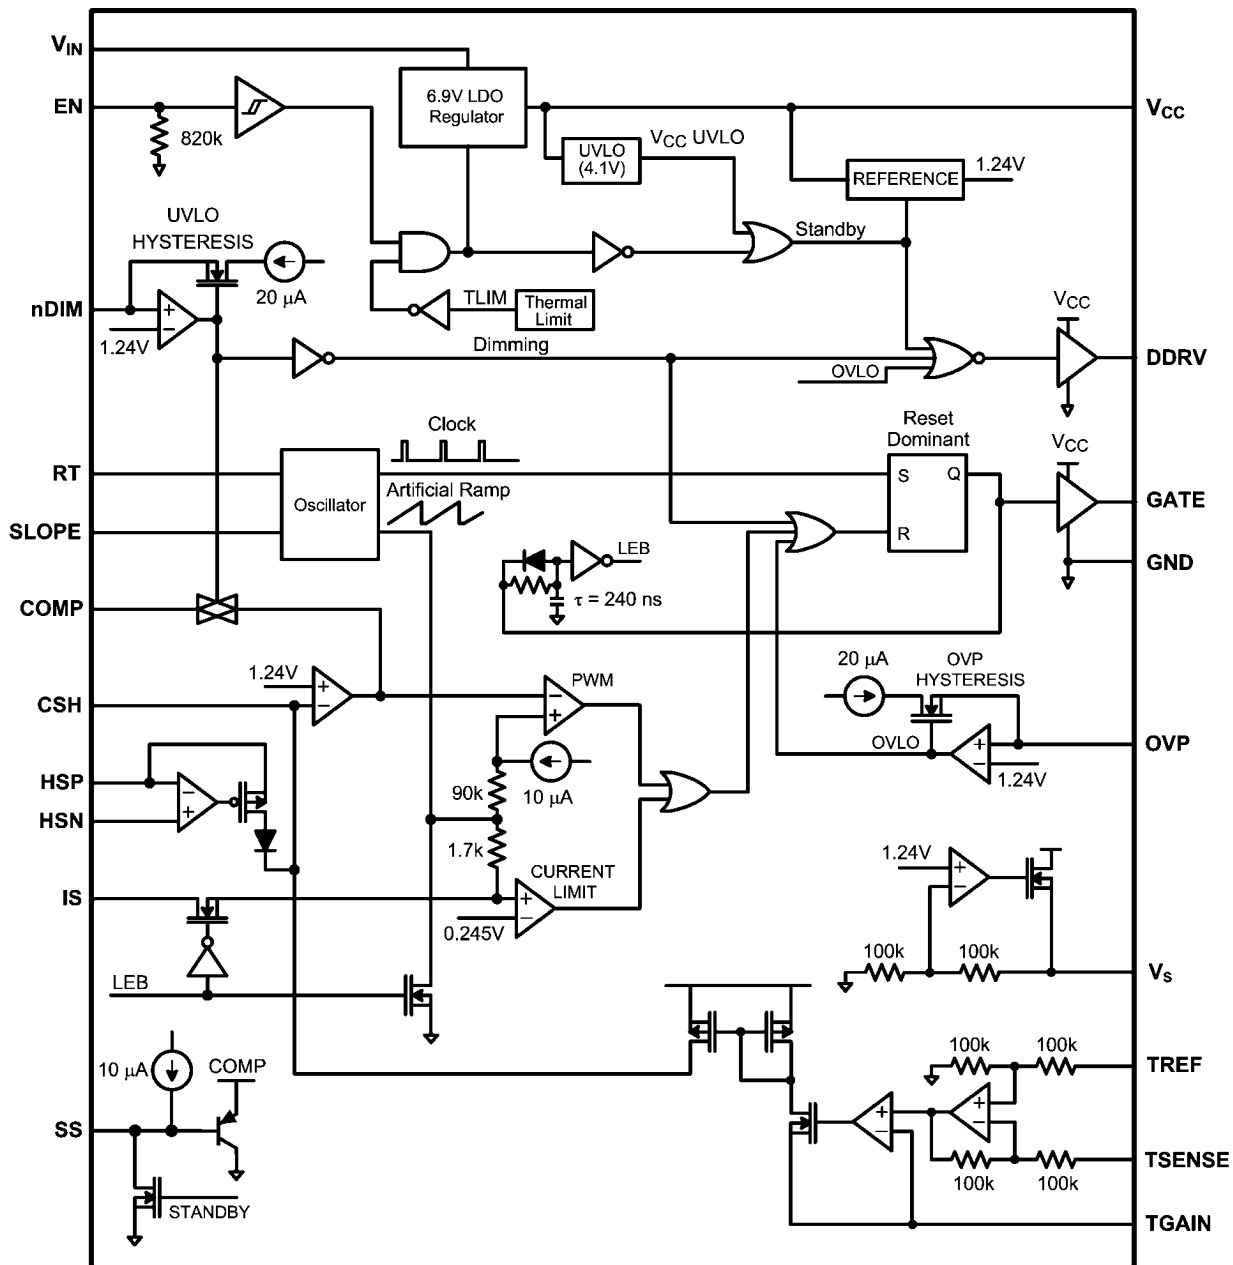 VIN
EN
820k
6.9V LDO
Regulator
VCC
VCC UVLO
UVLO
(4.1V)
REFERENCE
1.24V
UVLO
HYSTERESIS
20 μA
Standby
nDIM
1.24V
TLIM
Thermal
Limit
VCC
Dimming
OVLO
DDRV
Clock
Reset
Dominant
VCC
RT
Oscillator
S
Q
Artificial Ramp
GATE
SLOPE
R
LEB
GND
COMP
τ = 240 ns
1.24V
PWM
20 μA
OVP
HYSTERESIS
CSH
OVLO
OVP
1.24V
HSP
90k
10 μA
HSN
1.7k
1.24V
CURRENT
LIMIT
IS
0.245V
100k
100k
VS
LEB
10 μA
COMP
100k
100k
TREF
SS
TSENSE
100k
100k
STANDBY
TGAIN